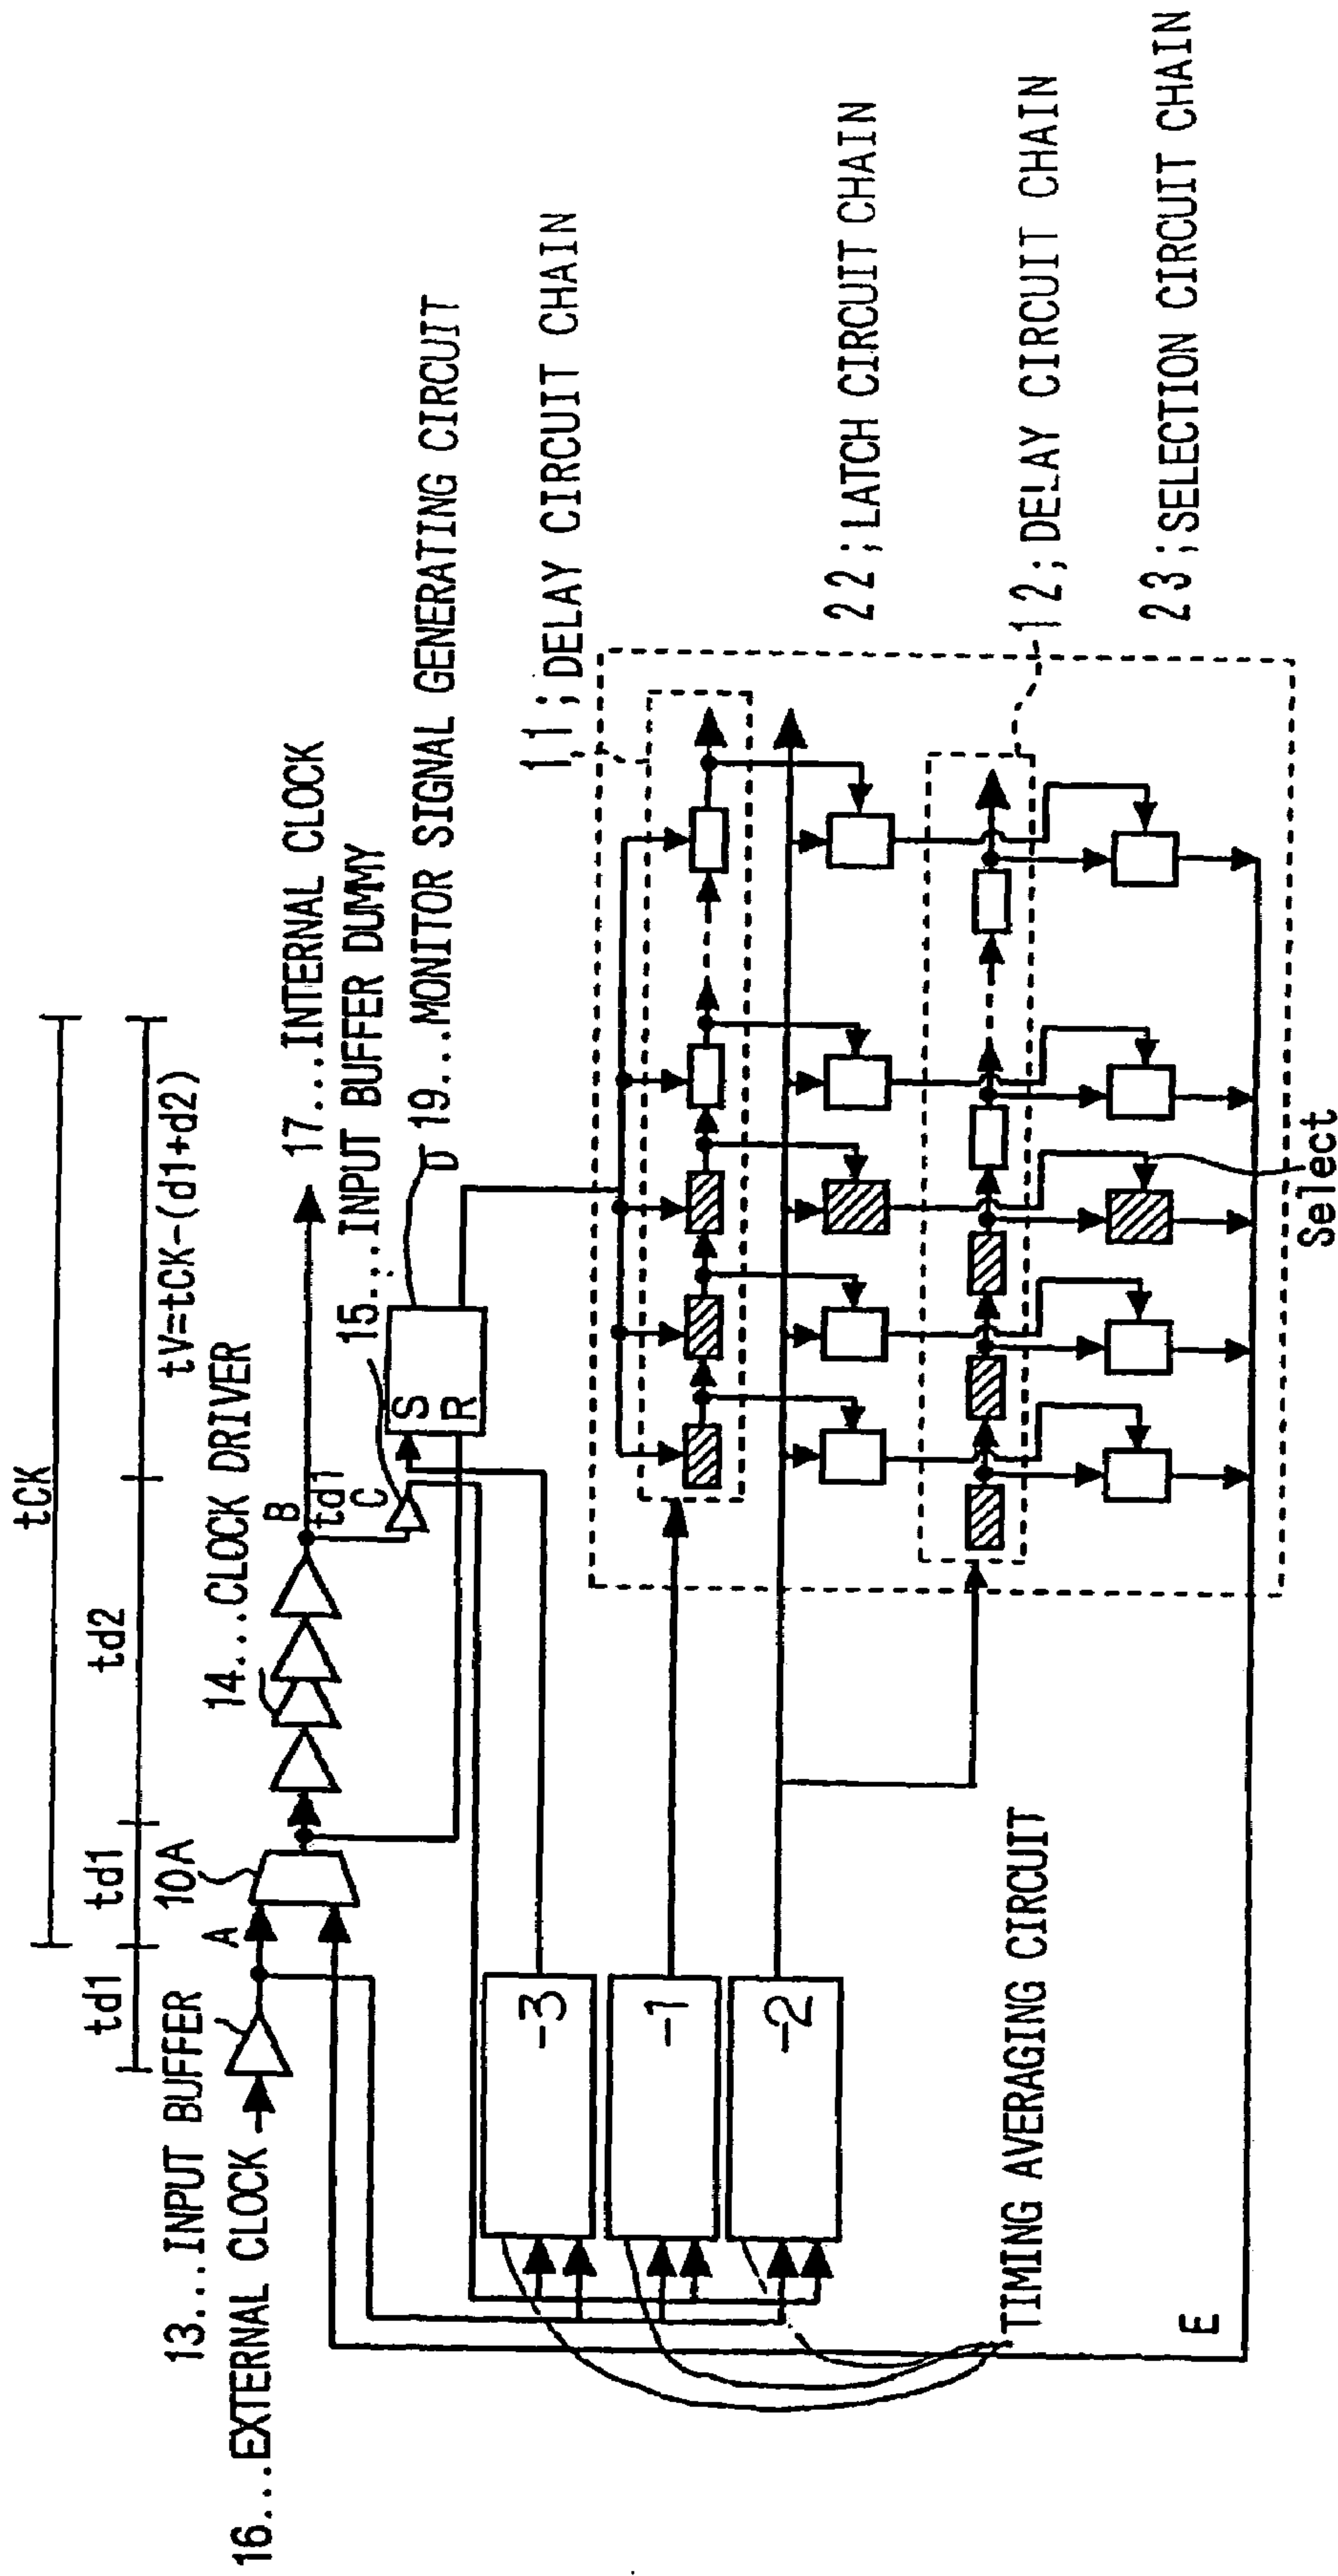 tCK
td1
td1
td2
tV=tCK-(d1+d2)
13...INPUT BUFFER
16...EXTERNAL CLOCK
A
10A
14...CLOCK DRIVER
B
17...INTERNAL CLOCK
td1
C
15...INPUT BUFFER DUMMY
S
R
D
19...MONITOR SIGNAL GENERATING CIRCUIT
-3
-1
-2
11;DELAY CIRCUIT CHAIN
22;LATCH CIRCUIT CHAIN
12;DELAY CIRCUIT CHAIN
23;SELECTION CIRCUIT CHAIN
TIMING AVERAGING CIRCUIT
E
Select